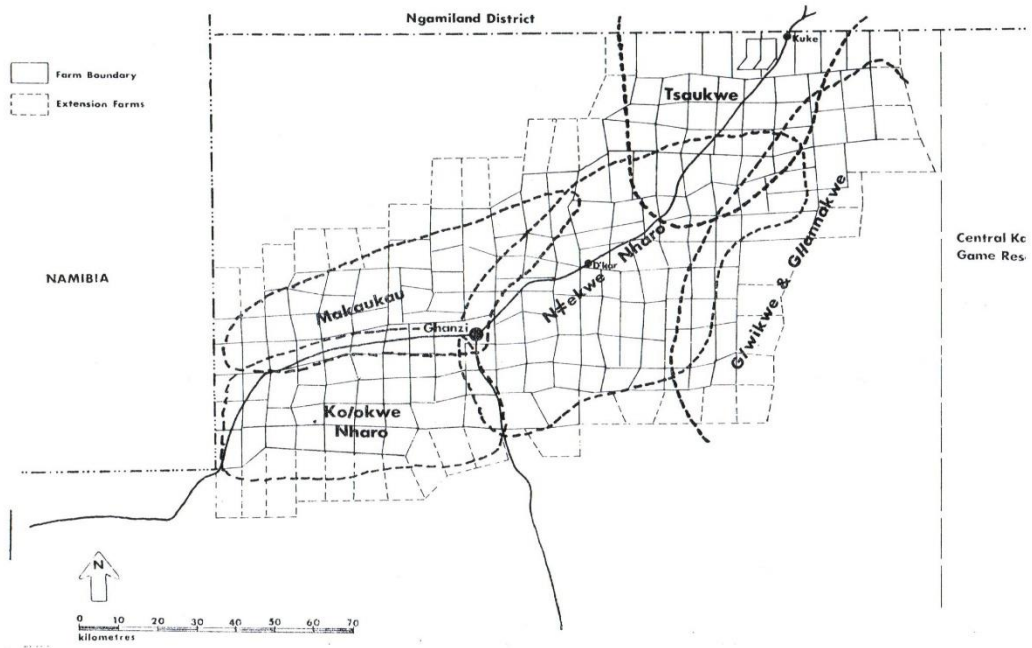 Ngamiland District
Kuke
Farm Boundary
Extension Farms
Tsaukwe
Central Ka
Game Res
NAMIBIA
Makaukau
Ghanzi
D'kar
N‡ekwe Nharo
G/wikwe & G//annakwe
Ko/okwe
Nharo
N
0 10 20 30 40 50 60 70
kilometres